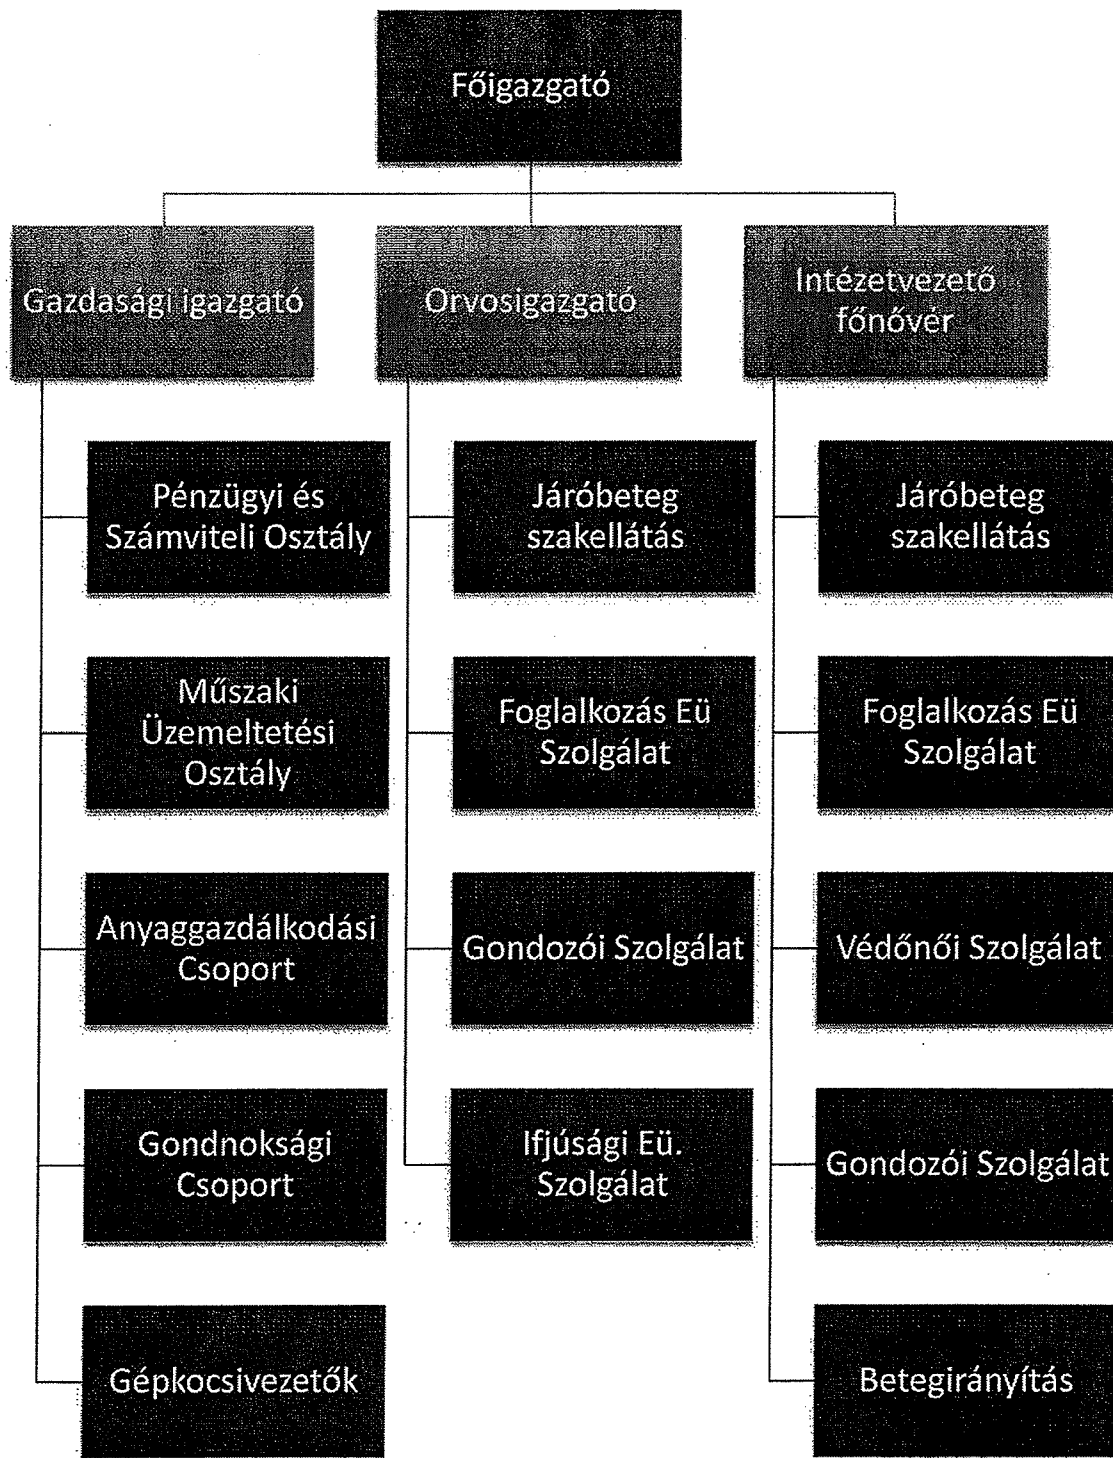 Főigazgató
Gazdasági igazgató
Orvosigazgató
Intézetvezető
főnővér
Pénzügyi és
Számviteli Osztály
Járóbeteg
szakellátás
Járóbeteg
szakellátás
Műszaki
Üzemeltetési
Osztály
Foglalkozás Eü
Szolgálat
Foglalkozás Eü
Szolgálat
Anyaggazdálkodási
Csoport
Gondozói Szolgálat
Védőnői Szolgálat
Gondnoksági
Csoport
Ifjúsági Eü.
Szolgálat
Gondozói Szolgálat
Gépkocsivezetők
Betegirányítás